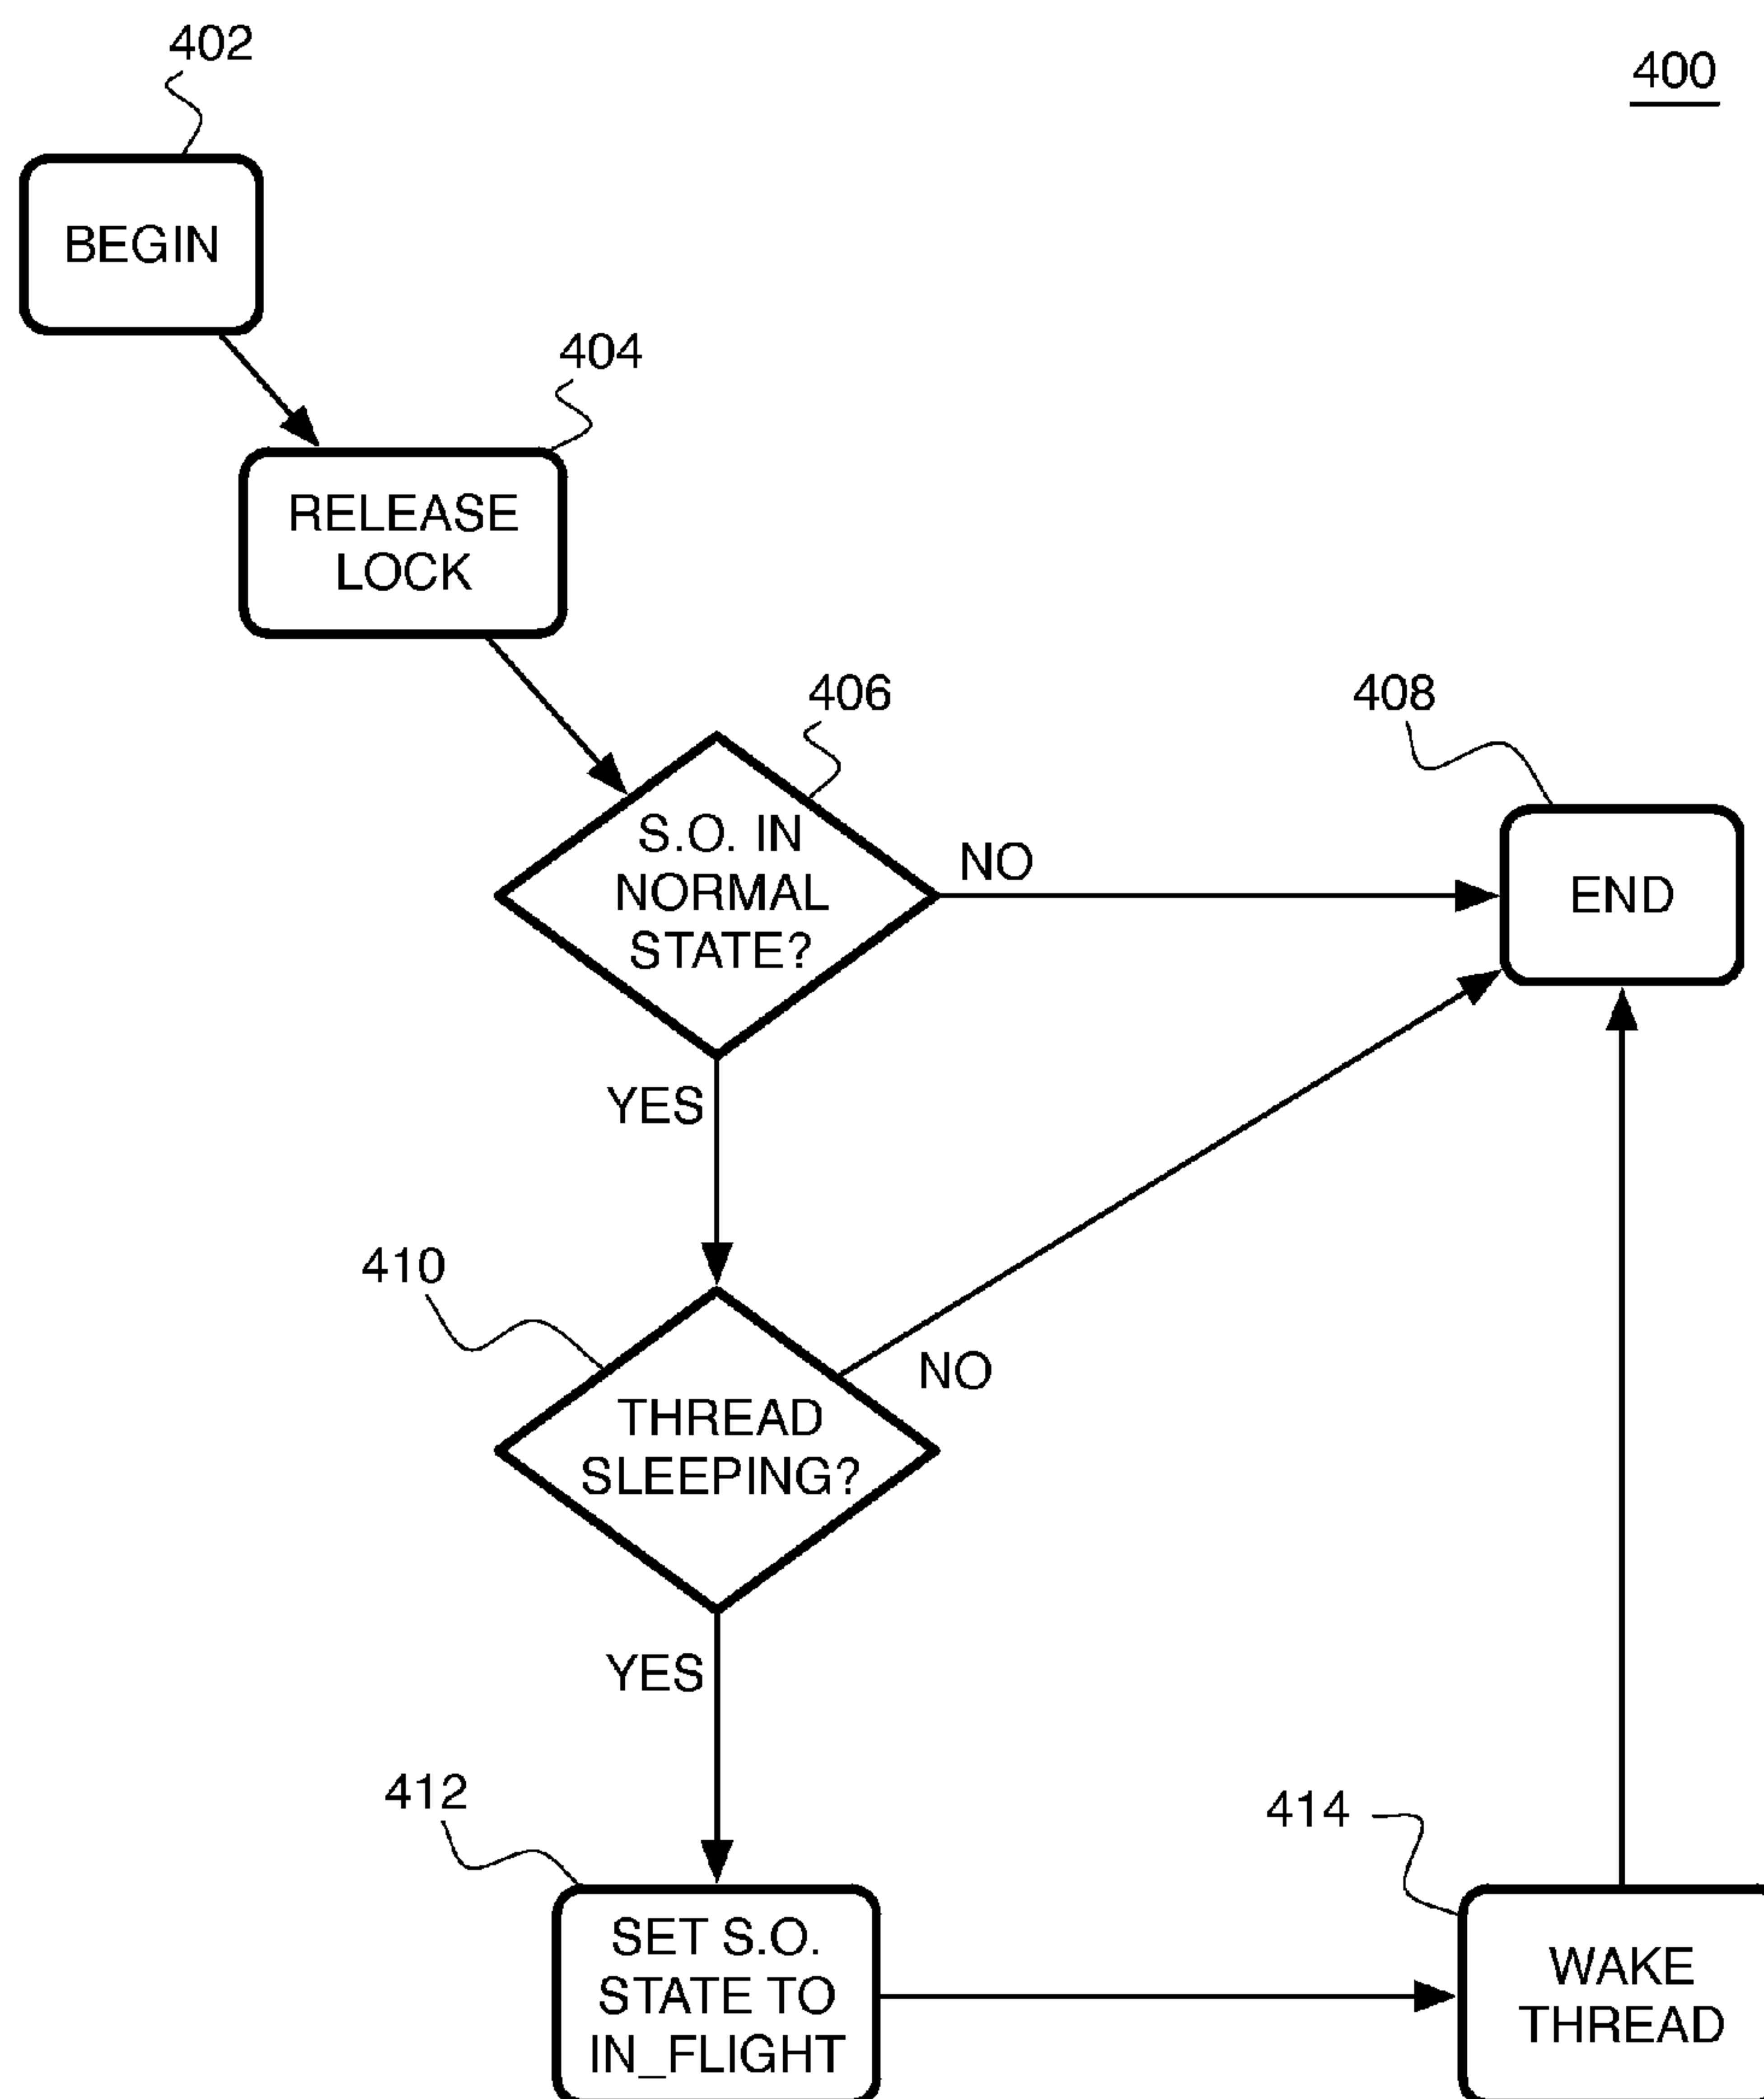 402
400
BEGIN
404
RELEASE
LOCK
406
408
S.O. IN
NORMAL
STATE?
NO
END
YES
410
NO
THREAD
SLEEPING?
YES
412
414
SET S.O.
STATE TO
IN_FLIGHT
WAKE
THREAD